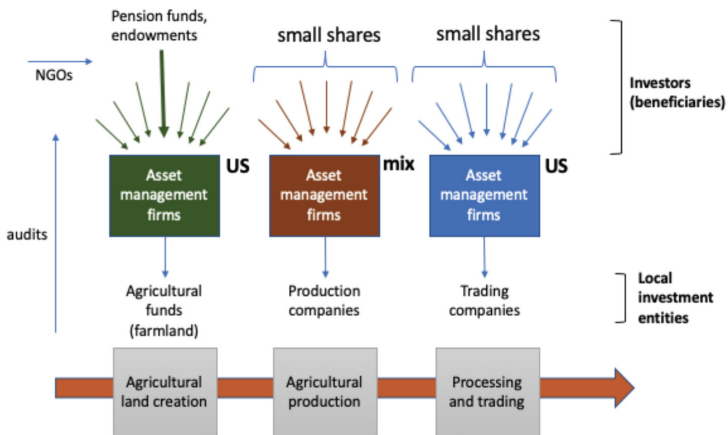 Pension funds,
endowments
small shares
small shares
NGOs
Investors
(beneficiaries)
Asset
management
firms
US
Asset
management
firms
mix
Asset
management
firms
US
audits
Agricultural
funds
(farmland)
Production
companies
Trading
companies
Local
investment
entities
Agricultural
land creation
Agricultural
production
Processing
and trading